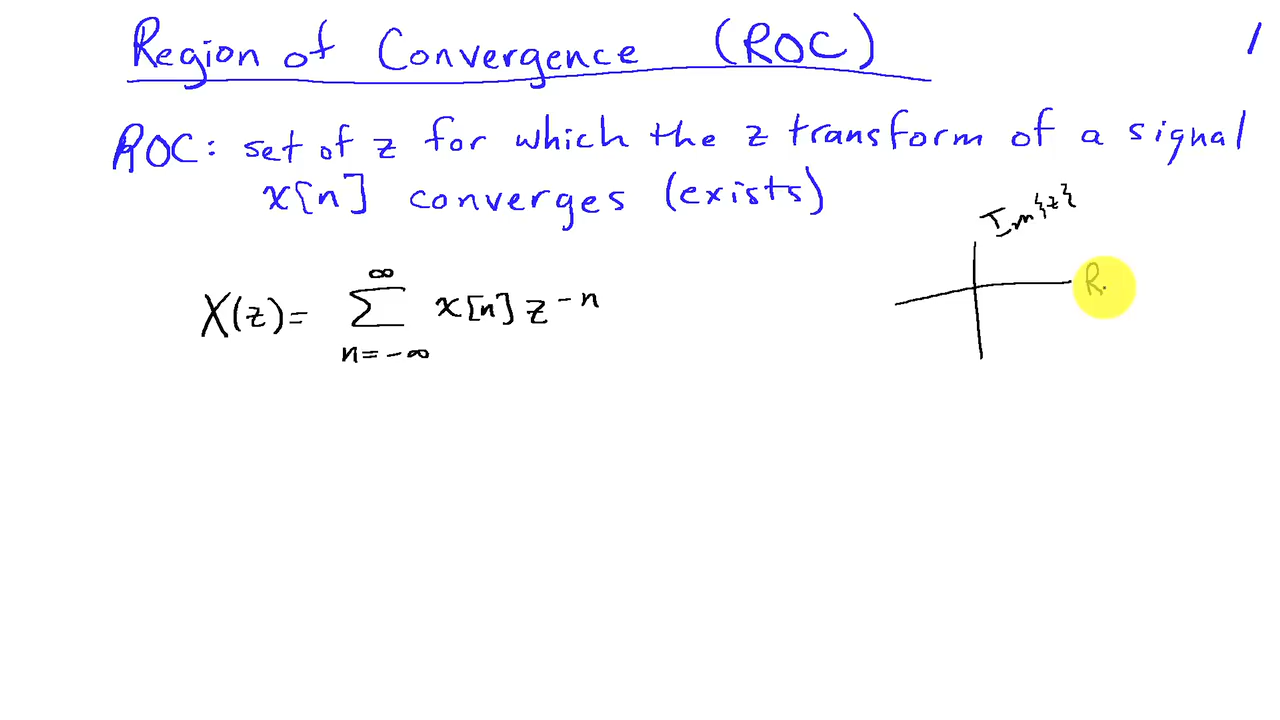 Region of Convergence (ROC)
1
ROC: set of z for which the z transform of a signal
x[n] converges (exists)
Im{z}
R
X(z) = ∞ ∑ n=-∞ x[n] z^-n